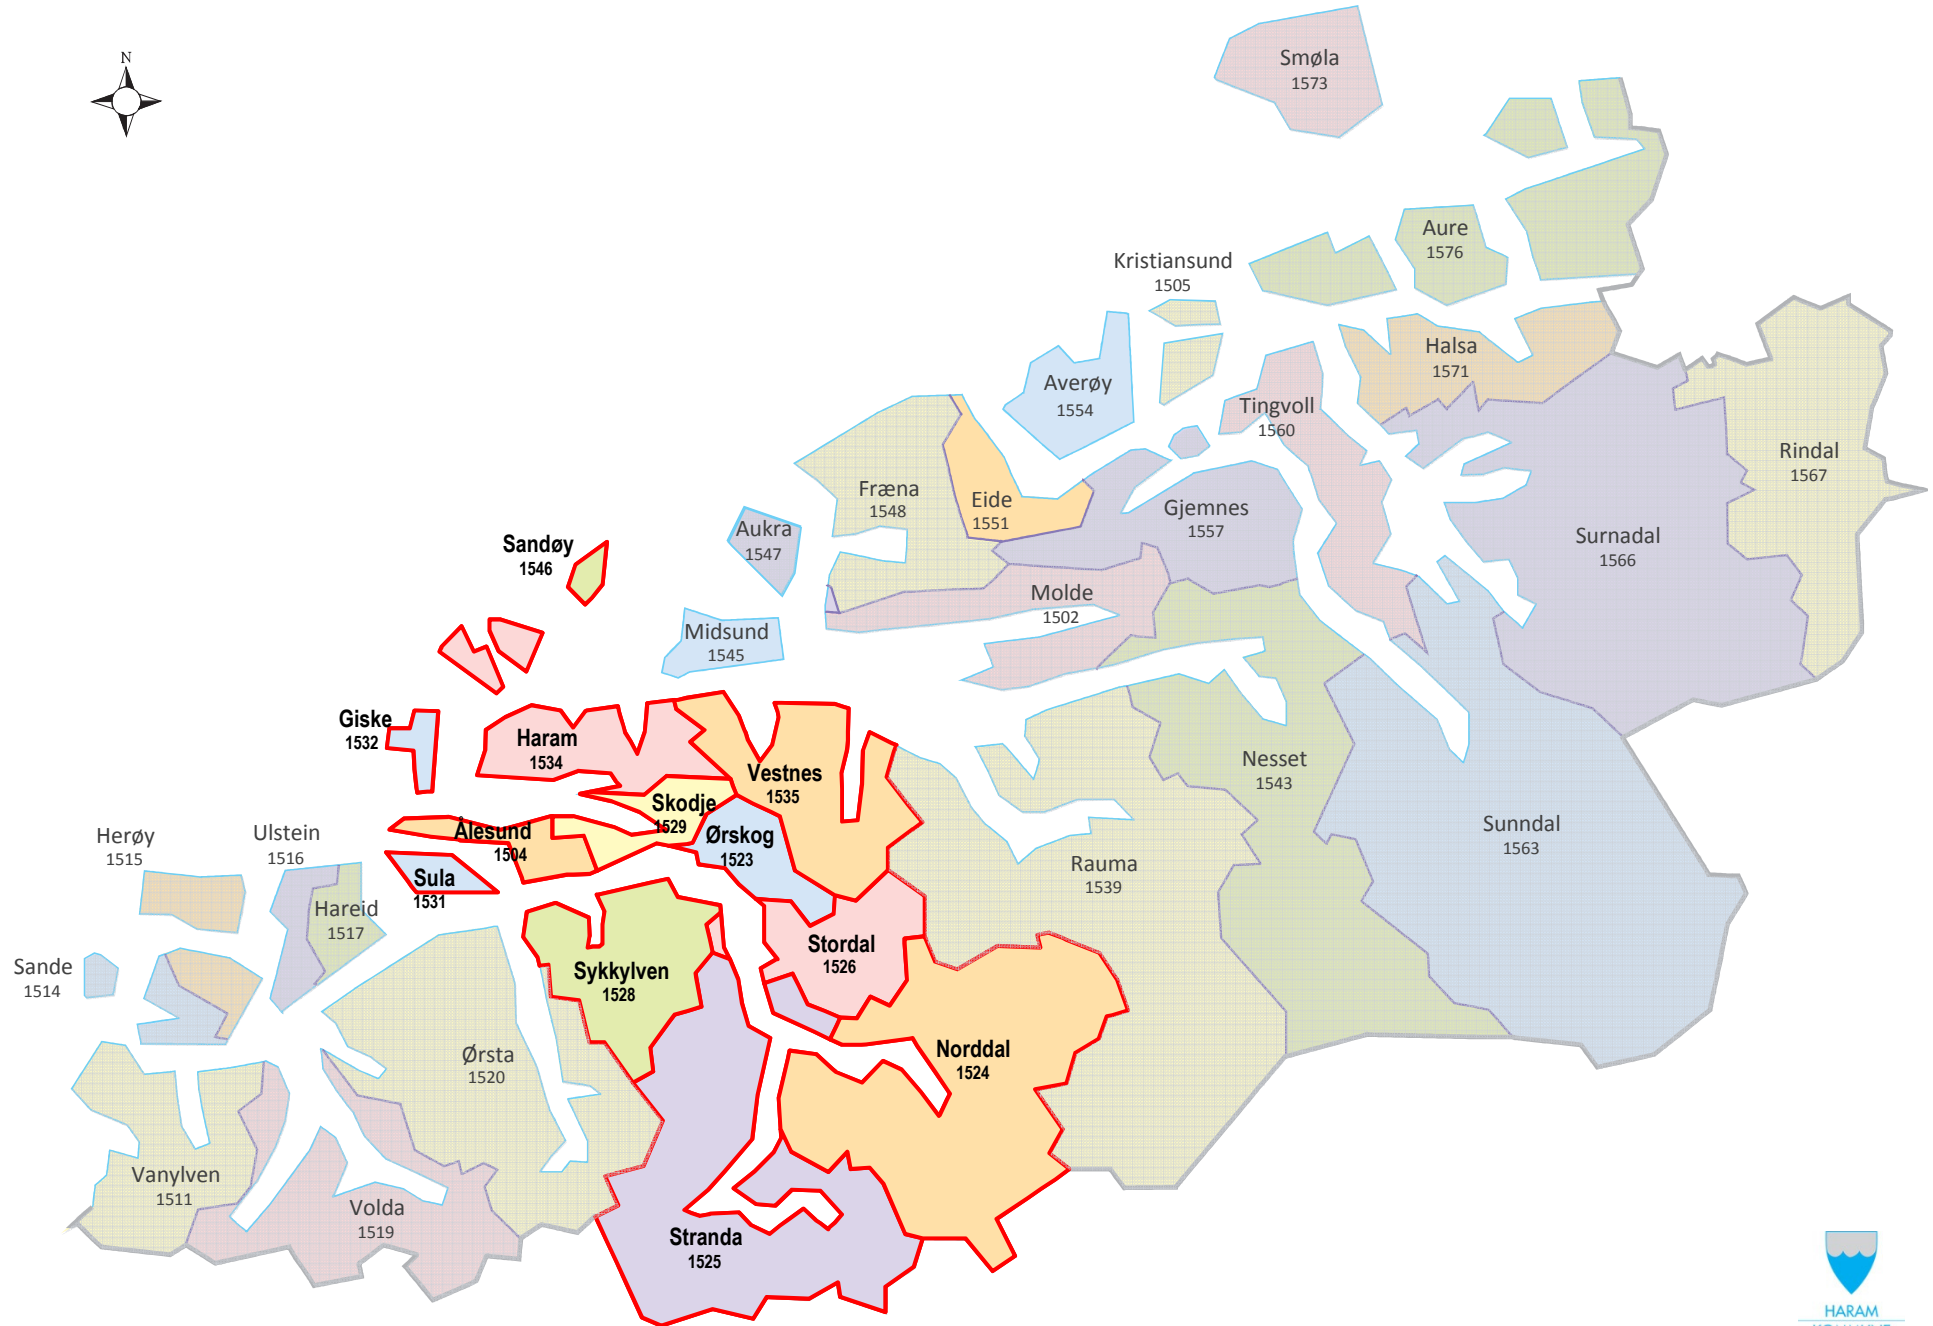 N
Smøla
1573
Aure
1576
Kristiansund
1505
Halsa
1571
Averøy
1554
Tingvoll
1560
Rindal
1567
Fræna
1548
Eide
1551
Gjemnes
1557
Surnadal
1566
Aukra
1547
Sandøy
1546
Molde
1502
Midsund
1545
Giske
1532
Haram
1534
Vestnes
1535
Nesset
1543
Skodje
1529
Ålesund
1504
Ørskog
1523
Sunndal
1563
Herøy
1515
Ulstein
1516
Rauma
1539
Sula
1531
Hareid
1517
Stordal
1526
Sande
1514
Sykkylven
1528
Ørsta
1520
Norddal
1524
Vanylven
1511
Volda
1519
Stranda
1525
HARAM